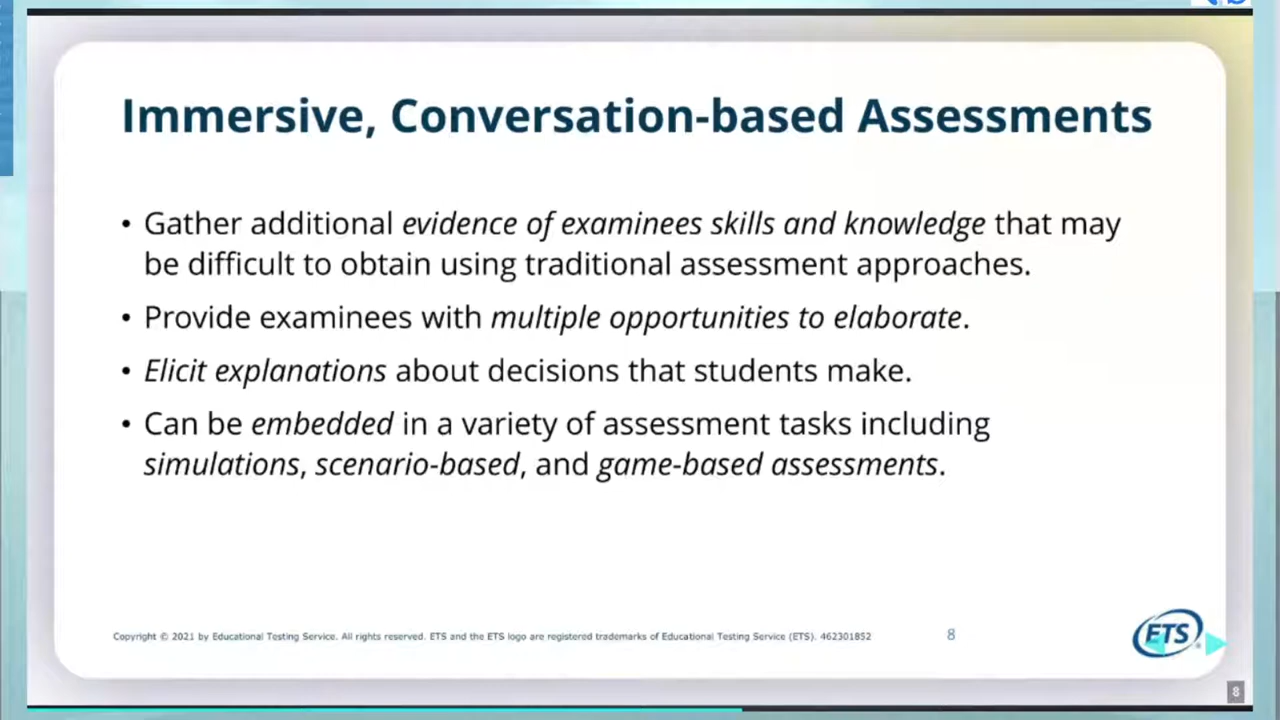 Immersive, Conversation-based Assessments
• Gather additional evidence of examinees skills and knowledge that may
be difficult to obtain using traditional assessment approaches.
• Provide examinees with multiple opportunities to elaborate.
• Elicit explanations about decisions that students make.
• Can be embedded in a variety of assessment tasks including
simulations, scenario-based, and game-based assessments.
Copyright © 2021 by Educational Testing Service. All rights reserved. ETS and the ETS logo are registered trademarks of Educational Testing Service (ETS). 462301852
8
ETS
8